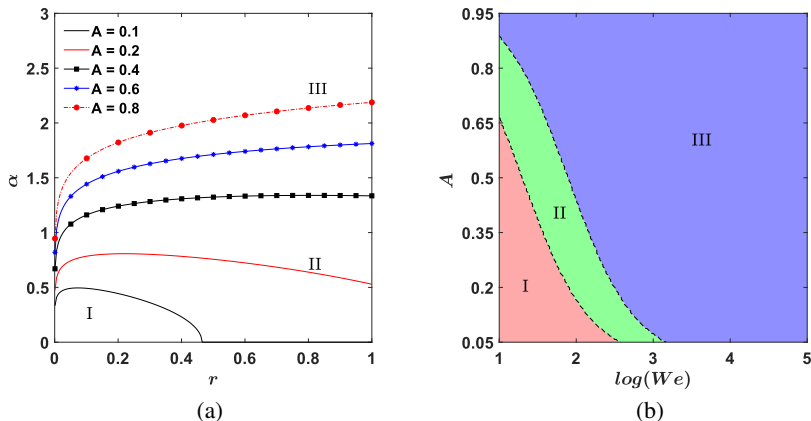 (a)
3
2.5
2
1.5
1
0.5
0
α
A = 0.1
A = 0.2
A = 0.4
A = 0.6
A = 0.8
III
II
I
0 0.2 0.4 0.6 0.8 1
r
(a)
(b)
0.95
0.8
0.65
0.5
0.35
0.2
0.05
A
III
II
I
1 2 3 4 5
log(We)
(b)